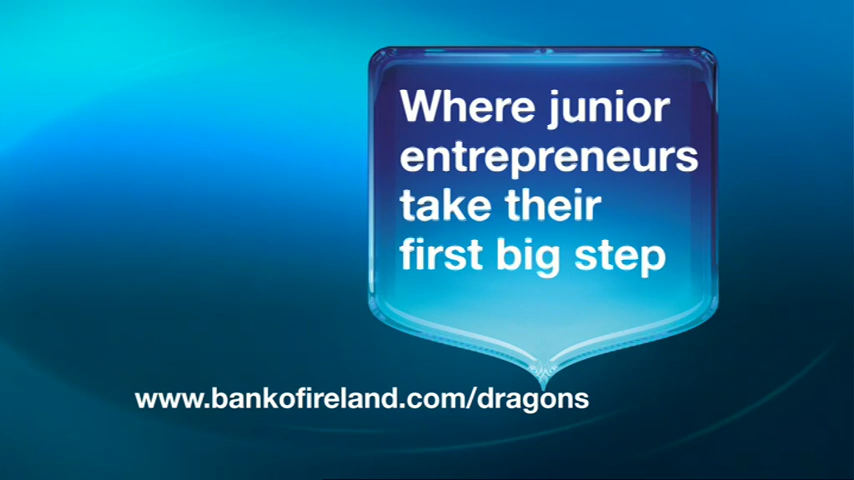 Where junior
entrepreneurs
take their
first big step
www.bankofireland.com/dragons